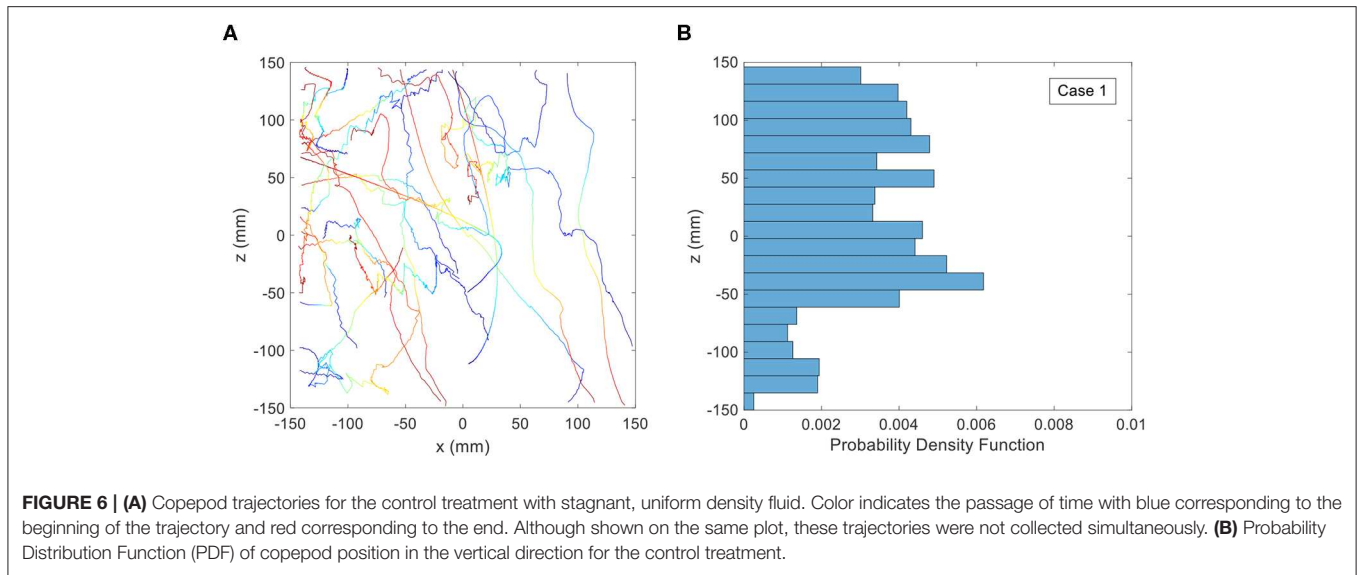 A
B
150
100
50
0
-50
-100
-150
z (mm)
-150 -100 -50 0 50 100 150
x (mm)
150
100
50
0
-50
-100
-150
z (mm)
Case 1
0 0.002 0.004 0.006 0.008 0.01
Probability Density Function
FIGURE 6 | (A) Copepod trajectories for the control treatment with stagnant, uniform density fluid. Color indicates the passage of time with blue corresponding to the
beginning of the trajectory and red corresponding to the end. Although shown on the same plot, these trajectories were not collected simultaneously. (B) Probability
Distribution Function (PDF) of copepod position in the vertical direction for the control treatment.